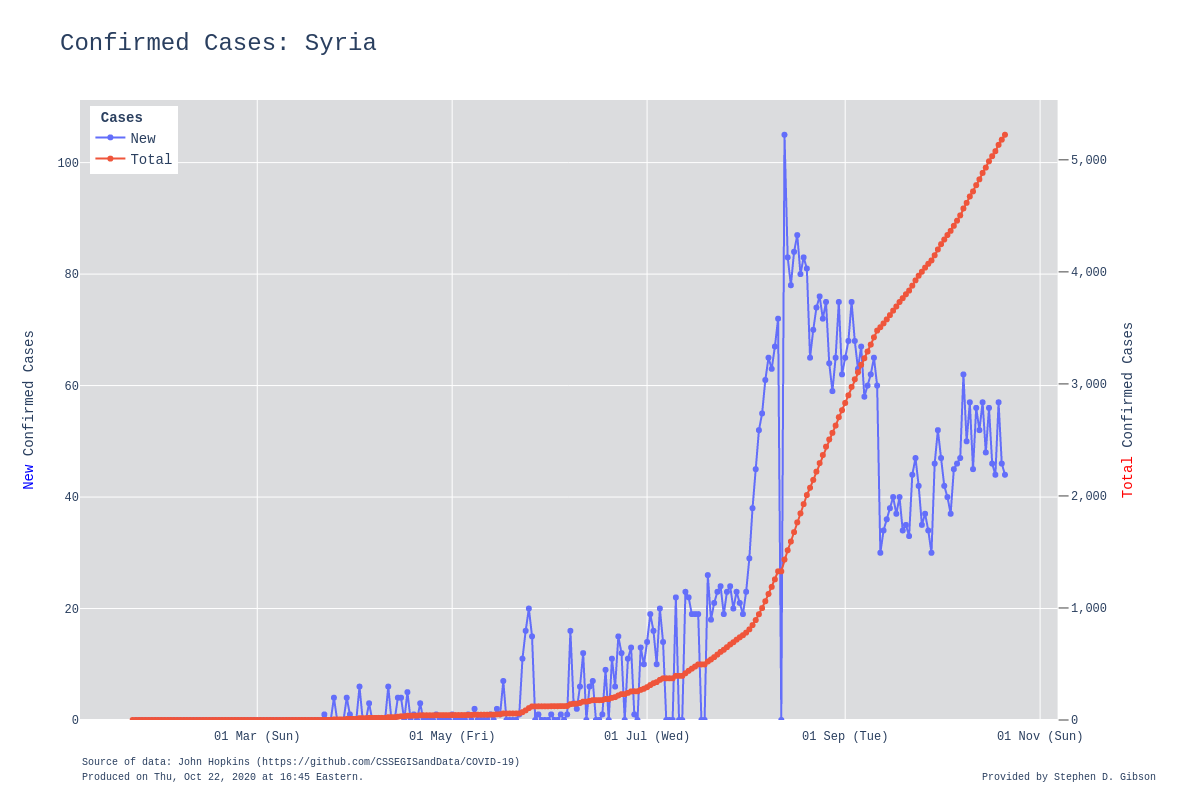 Confirmed Cases: Syria
Cases
New
Total
100
80
60
40
20
0
New Confirmed Cases
5,000
4,000
3,000
2,000
1,000
0
Total Confirmed Cases
01 Mar (Sun)
01 May (Fri)
01 Jul (Wed)
01 Sep (Tue)
01 Nov (Sun)
Source of data: John Hopkins (https://github.com/CSSEGISandData/COVID-19)
Produced on Thu, Oct 22, 2020 at 16:45 Eastern.
Provided by Stephen D. Gibson